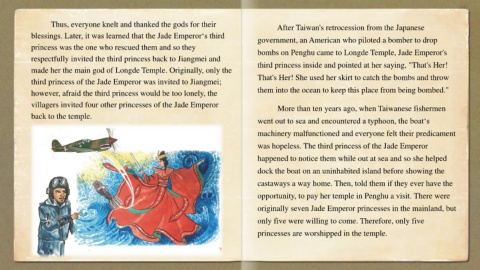 Thus, everyone knelt and thanked the gods for their
blessings. Later, it was learned that the Jade Emperor's third
princess was the one who rescued them and so they
respectfully invited the third princess back to Jiangmei and
made her the main god of Longde Temple. Originally, only the
third princess of the Jade Emperor was invited to Jiangmei;
however, afraid the third princess would be too lonely, the
villagers invited four other princesses of the Jade Emperor
back to the temple.
After Taiwan's retrocession from the Japanese
government, an American who piloted a bomber to drop
bombs on Penghu came to Longde Temple, Jade Emperor's
third princess inside and pointed at her saying, "That's Her!
That's Her! She used her skirt to catch the bombs and throw
them into the ocean to keep this place from being bombed."
More than ten years ago, when Taiwanese fishermen
went out to sea and encountered a typhoon, the boat's
machinery malfunctioned and everyone felt their predicament
was hopeless. The third princess of the Jade Emperor
happened to notice them while out at sea and so she helped
dock the boat on an uninhabited island before showing the
castaways a way home. Then, told them if they ever have the
opportunity, to pay her temple in Penghu a visit. There were
originally seven Jade Emperor princesses in the mainland, but
only five were willing to come. Therefore, only five
princesses are worshipped in the temple.